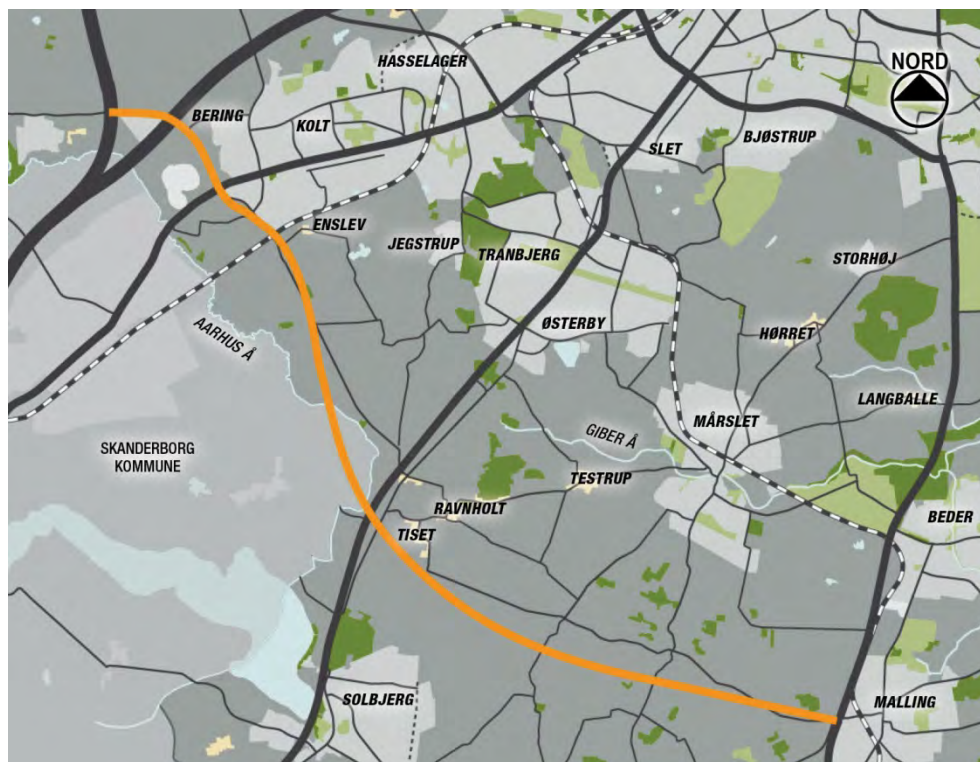 HASSELAGER
NORD
BERING
KOLT
SLET
BJØSTRUP
ENSLEV
JEGSTRUP
TRANBJERG
STORHØJ
AARHUS Å
ØSTERBY
HØRRET
LANGBALLE
MÅRSLET
GIBER Å
SKANDERBORG
KOMMUNE
TESTRUP
RAVNHOLT
BEDER
TISET
SOLBJERG
MALLING